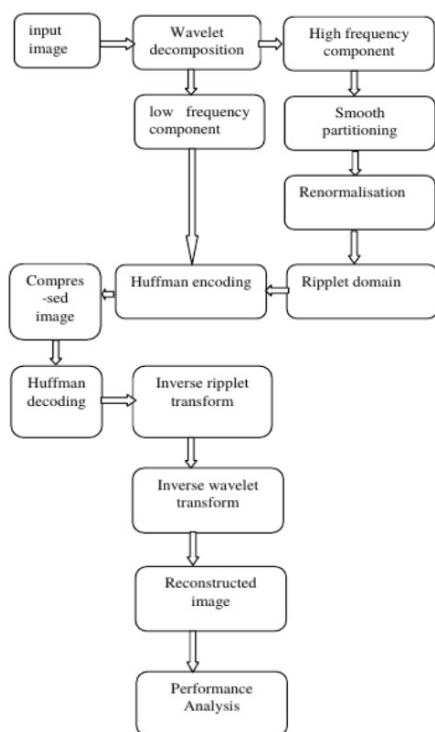 input
image
Wavelet
decomposition
High frequency
component
low frequency
component
Smooth
partitioning
Renormalisation
Compres
-sed
image
Huffman encoding
Ripplet domain
Huffman
decoding
Inverse ripplet
transform
Inverse wavelet
transform
Reconstructed
image
Performance
Analysis